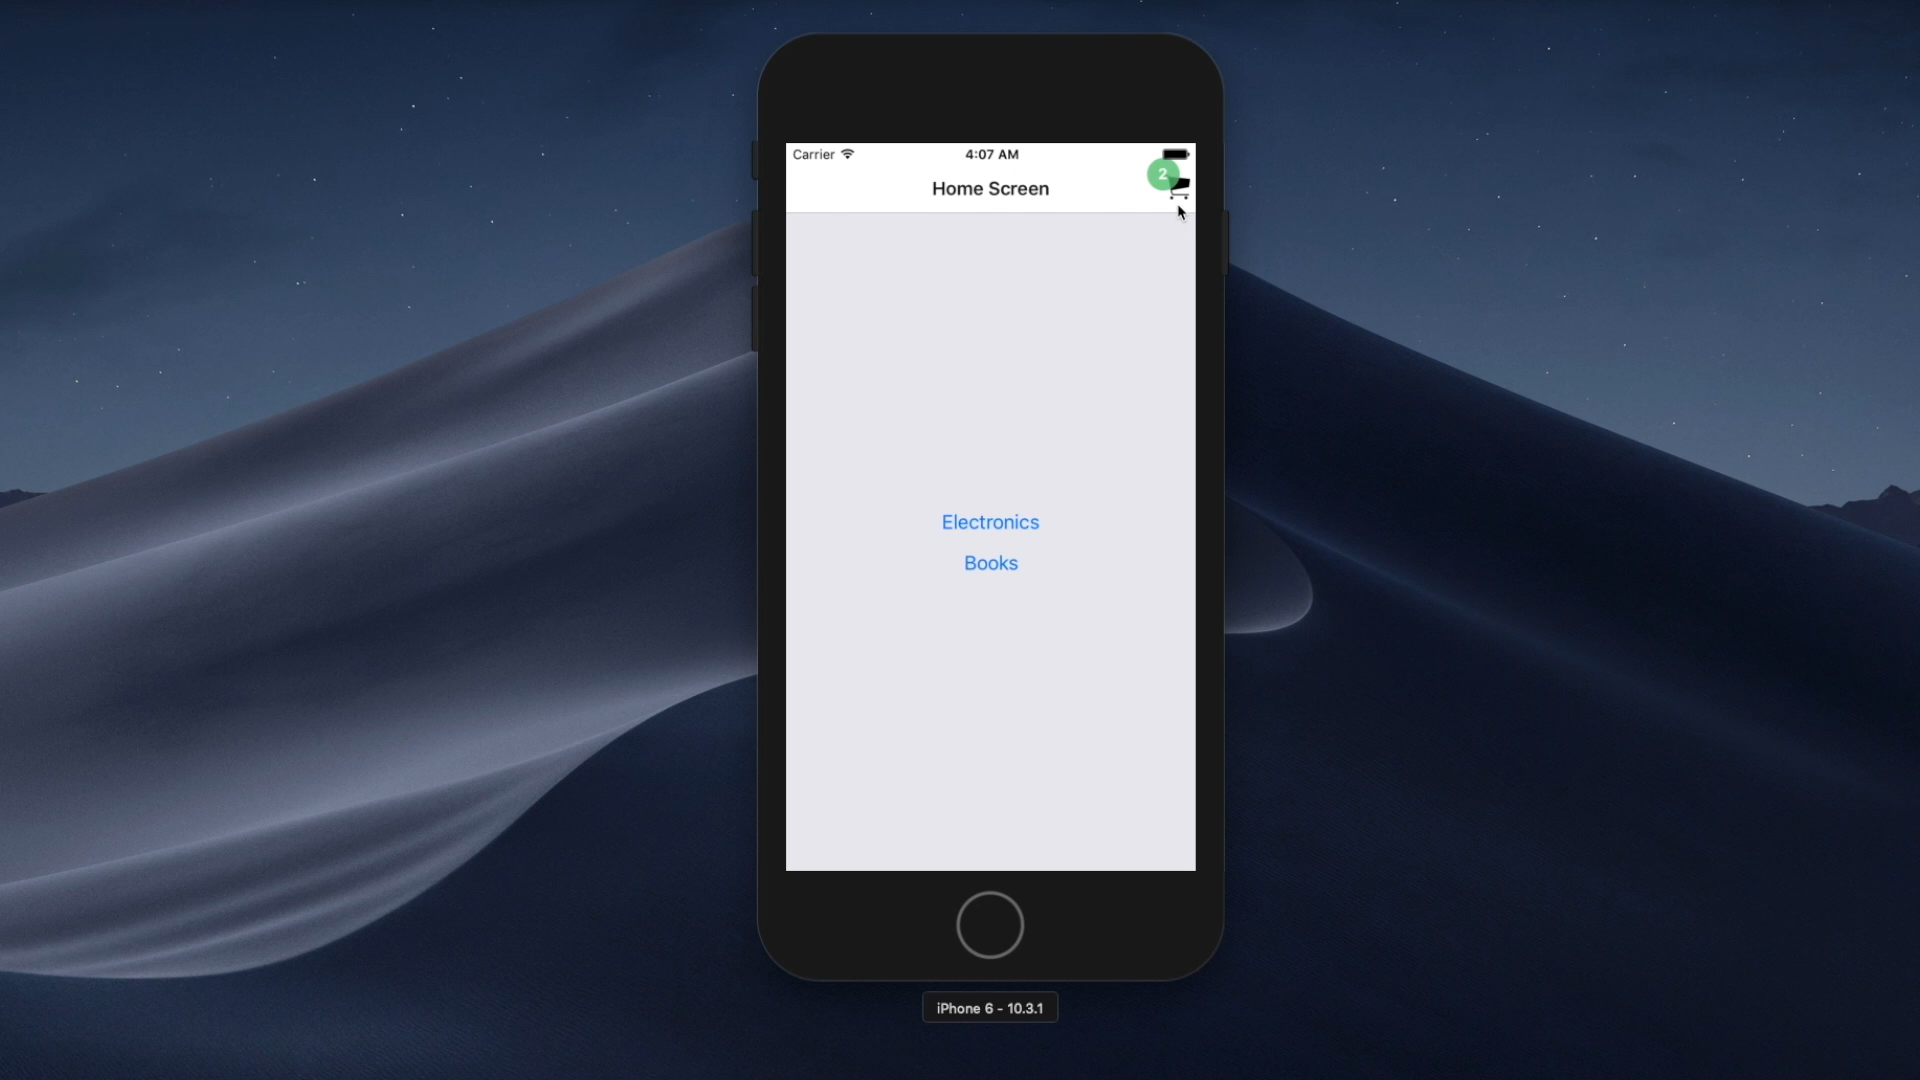 Carrier 4:07 AM
2
Home Screen
Electronics
Books
iPhone 6 - 10.3.1